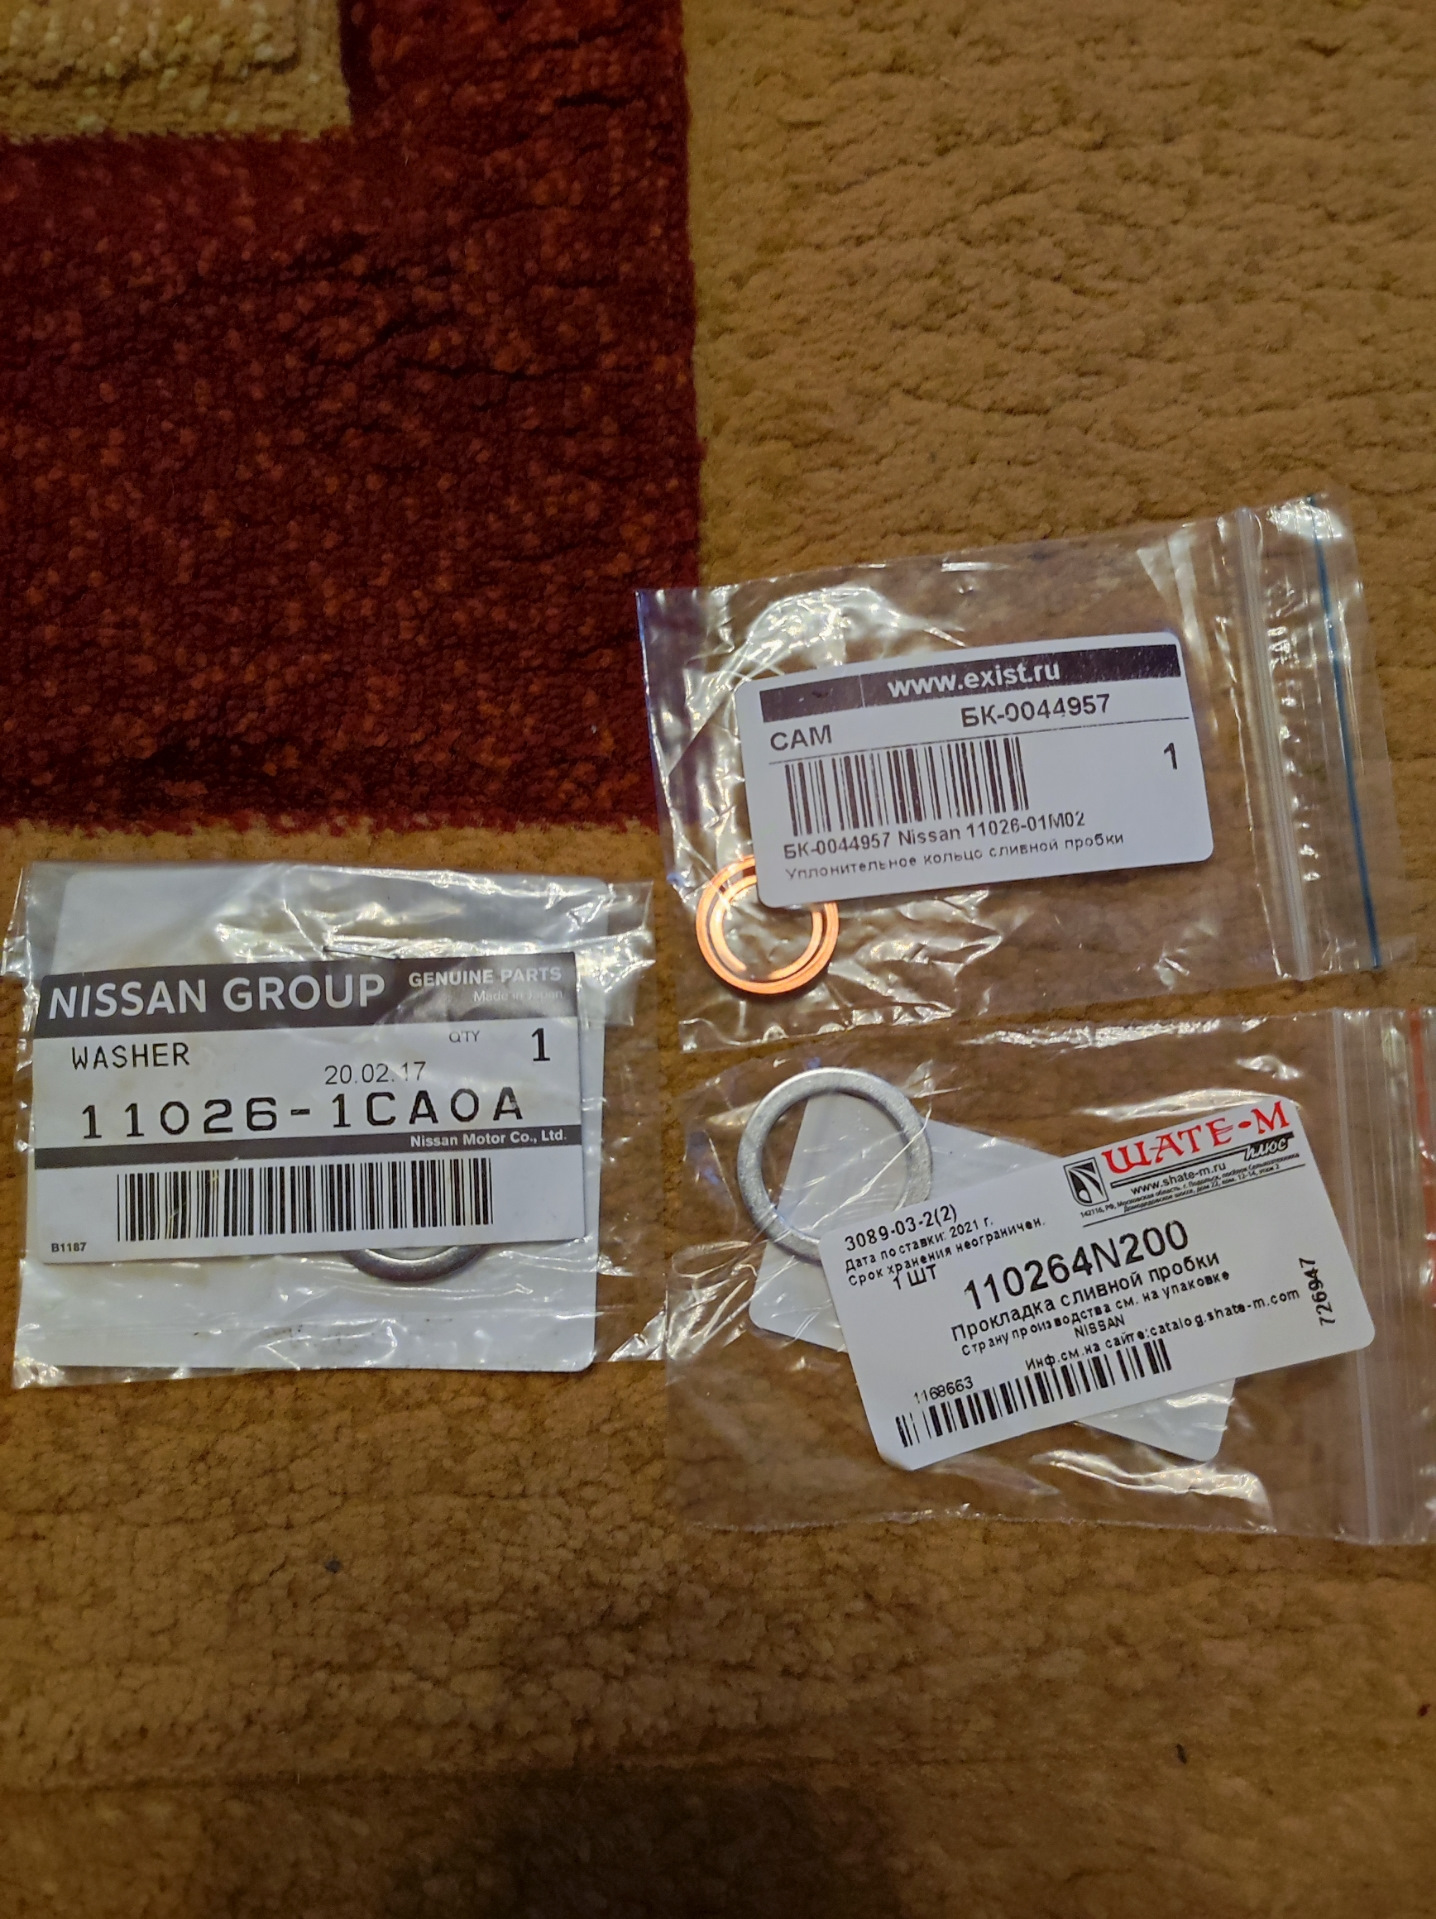 www.exist.ru
САМ
БК-0044957
1
БК-0044957 Nissan 11026-01M02
Уплонительное кольцо сливной пробки
NISSAN GROUP
GENUINE PARTS
Made in Japan
WASHER
QTY
1
20.02.17
11026-1CA0A
Nissan Motor Co., Ltd.
B1187
ШАТЕ-М
плюс
www.shate-m.ru
3089-03-2(2)
Дата поставки: 2021 г.
Срок хранения неограничен.
1 ШТ
110264N200
Прокладка сливной пробки
Страну производства см. на упаковке
NISSAN
Инф.см.на сайте:catalog.shate-m.com
1168663
726947